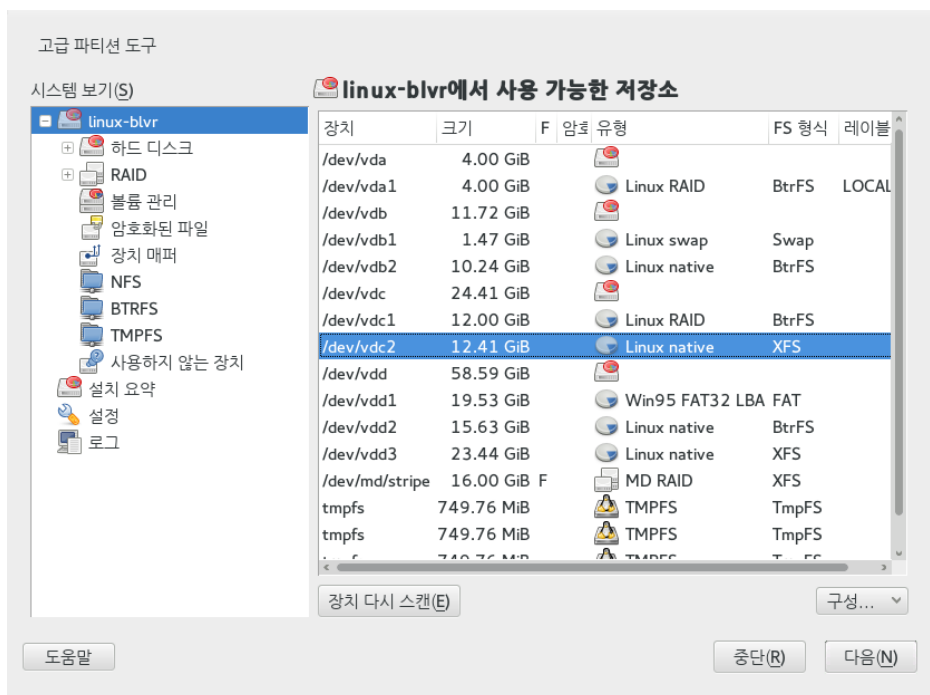 고급 파티션 도구
시스템 보기(S)
linux-blvr
하드 디스크
RAID
볼륨 관리
암호화된 파일
장치 매퍼
NFS
BTRFS
TMPFS
사용하지 않는 장치
설치 요약
설정
로그
linux-blvr에서 사용 가능한 저장소
장치 크기 F 암호 유형 FS 형식 레이블
/dev/vda 4.00 GiB
/dev/vda1 4.00 GiB Linux RAID BtrFS LOCAL
/dev/vdb 11.72 GiB
/dev/vdb1 1.47 GiB Linux swap Swap
/dev/vdb2 10.24 GiB Linux native BtrFS
/dev/vdc 24.41 GiB
/dev/vdc1 12.00 GiB Linux RAID BtrFS
/dev/vdc2 12.41 GiB Linux native XFS
/dev/vdd 58.59 GiB
/dev/vdd1 19.53 GiB Win95 FAT32 LBA FAT
/dev/vdd2 15.63 GiB Linux native BtrFS
/dev/vdd3 23.44 GiB Linux native XFS
/dev/md/stripe 16.00 GiB F MD RAID XFS
tmpfs 749.76 MiB TMPFS TmpFS
tmpfs 749.76 MiB TMPFS TmpFS
장치 다시 스캔(E)
구성...
도움말
중단(R)
다음(N)